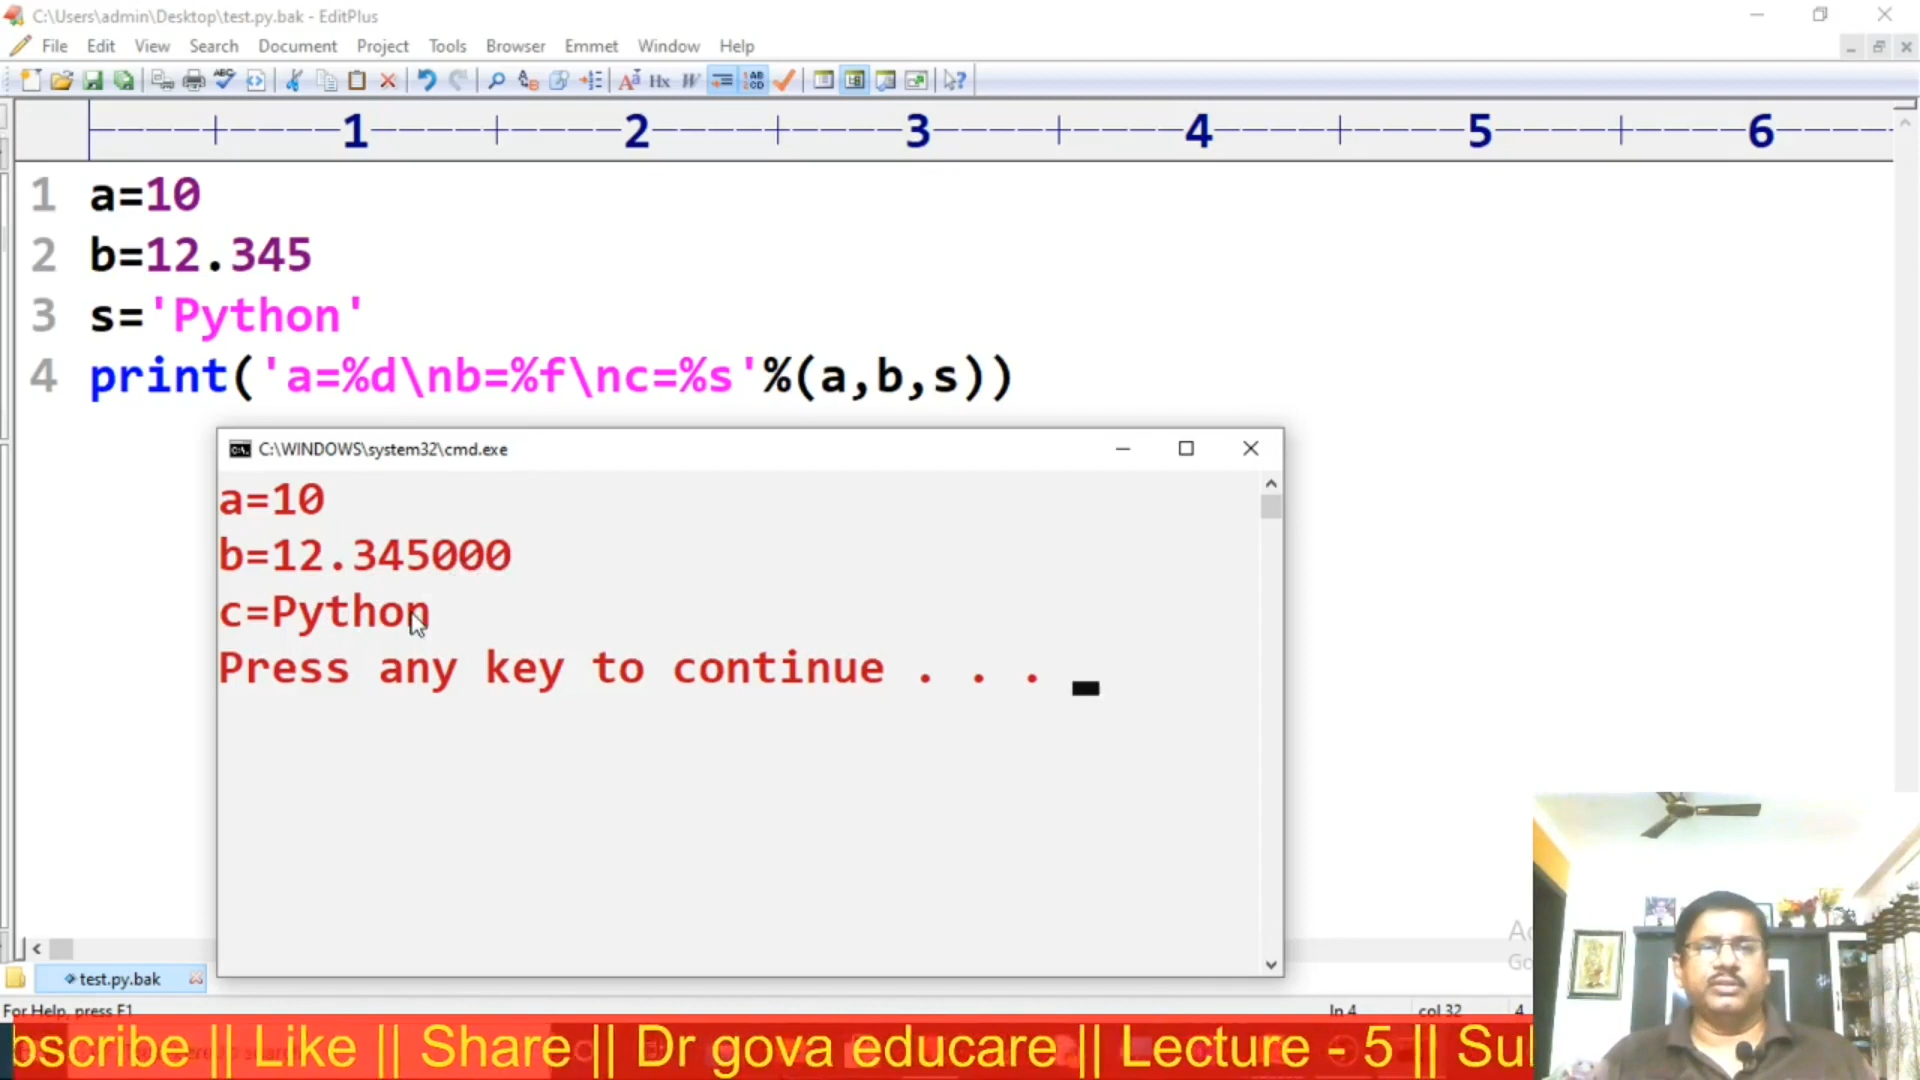 C:\Users\admin\Desktop\test.py.bak - EditPlus
File Edit View Search Document Project Tools Browser Emmet Window Help
1 2 3 4 5 6
1 a=10
2 b=12.345
3 s='Python'
4 print('a=%d\nb=%f\nc=%s'%(a,b,s))
C:\WINDOWS\system32\cmd.exe
a=10
b=12.345000
c=Python
Press any key to continue . . .
test.py.bak
For Help, press F1 ln 4 col 32 4
bscribe || Like || Share || Dr gova educare || Lecture - 5 || Su